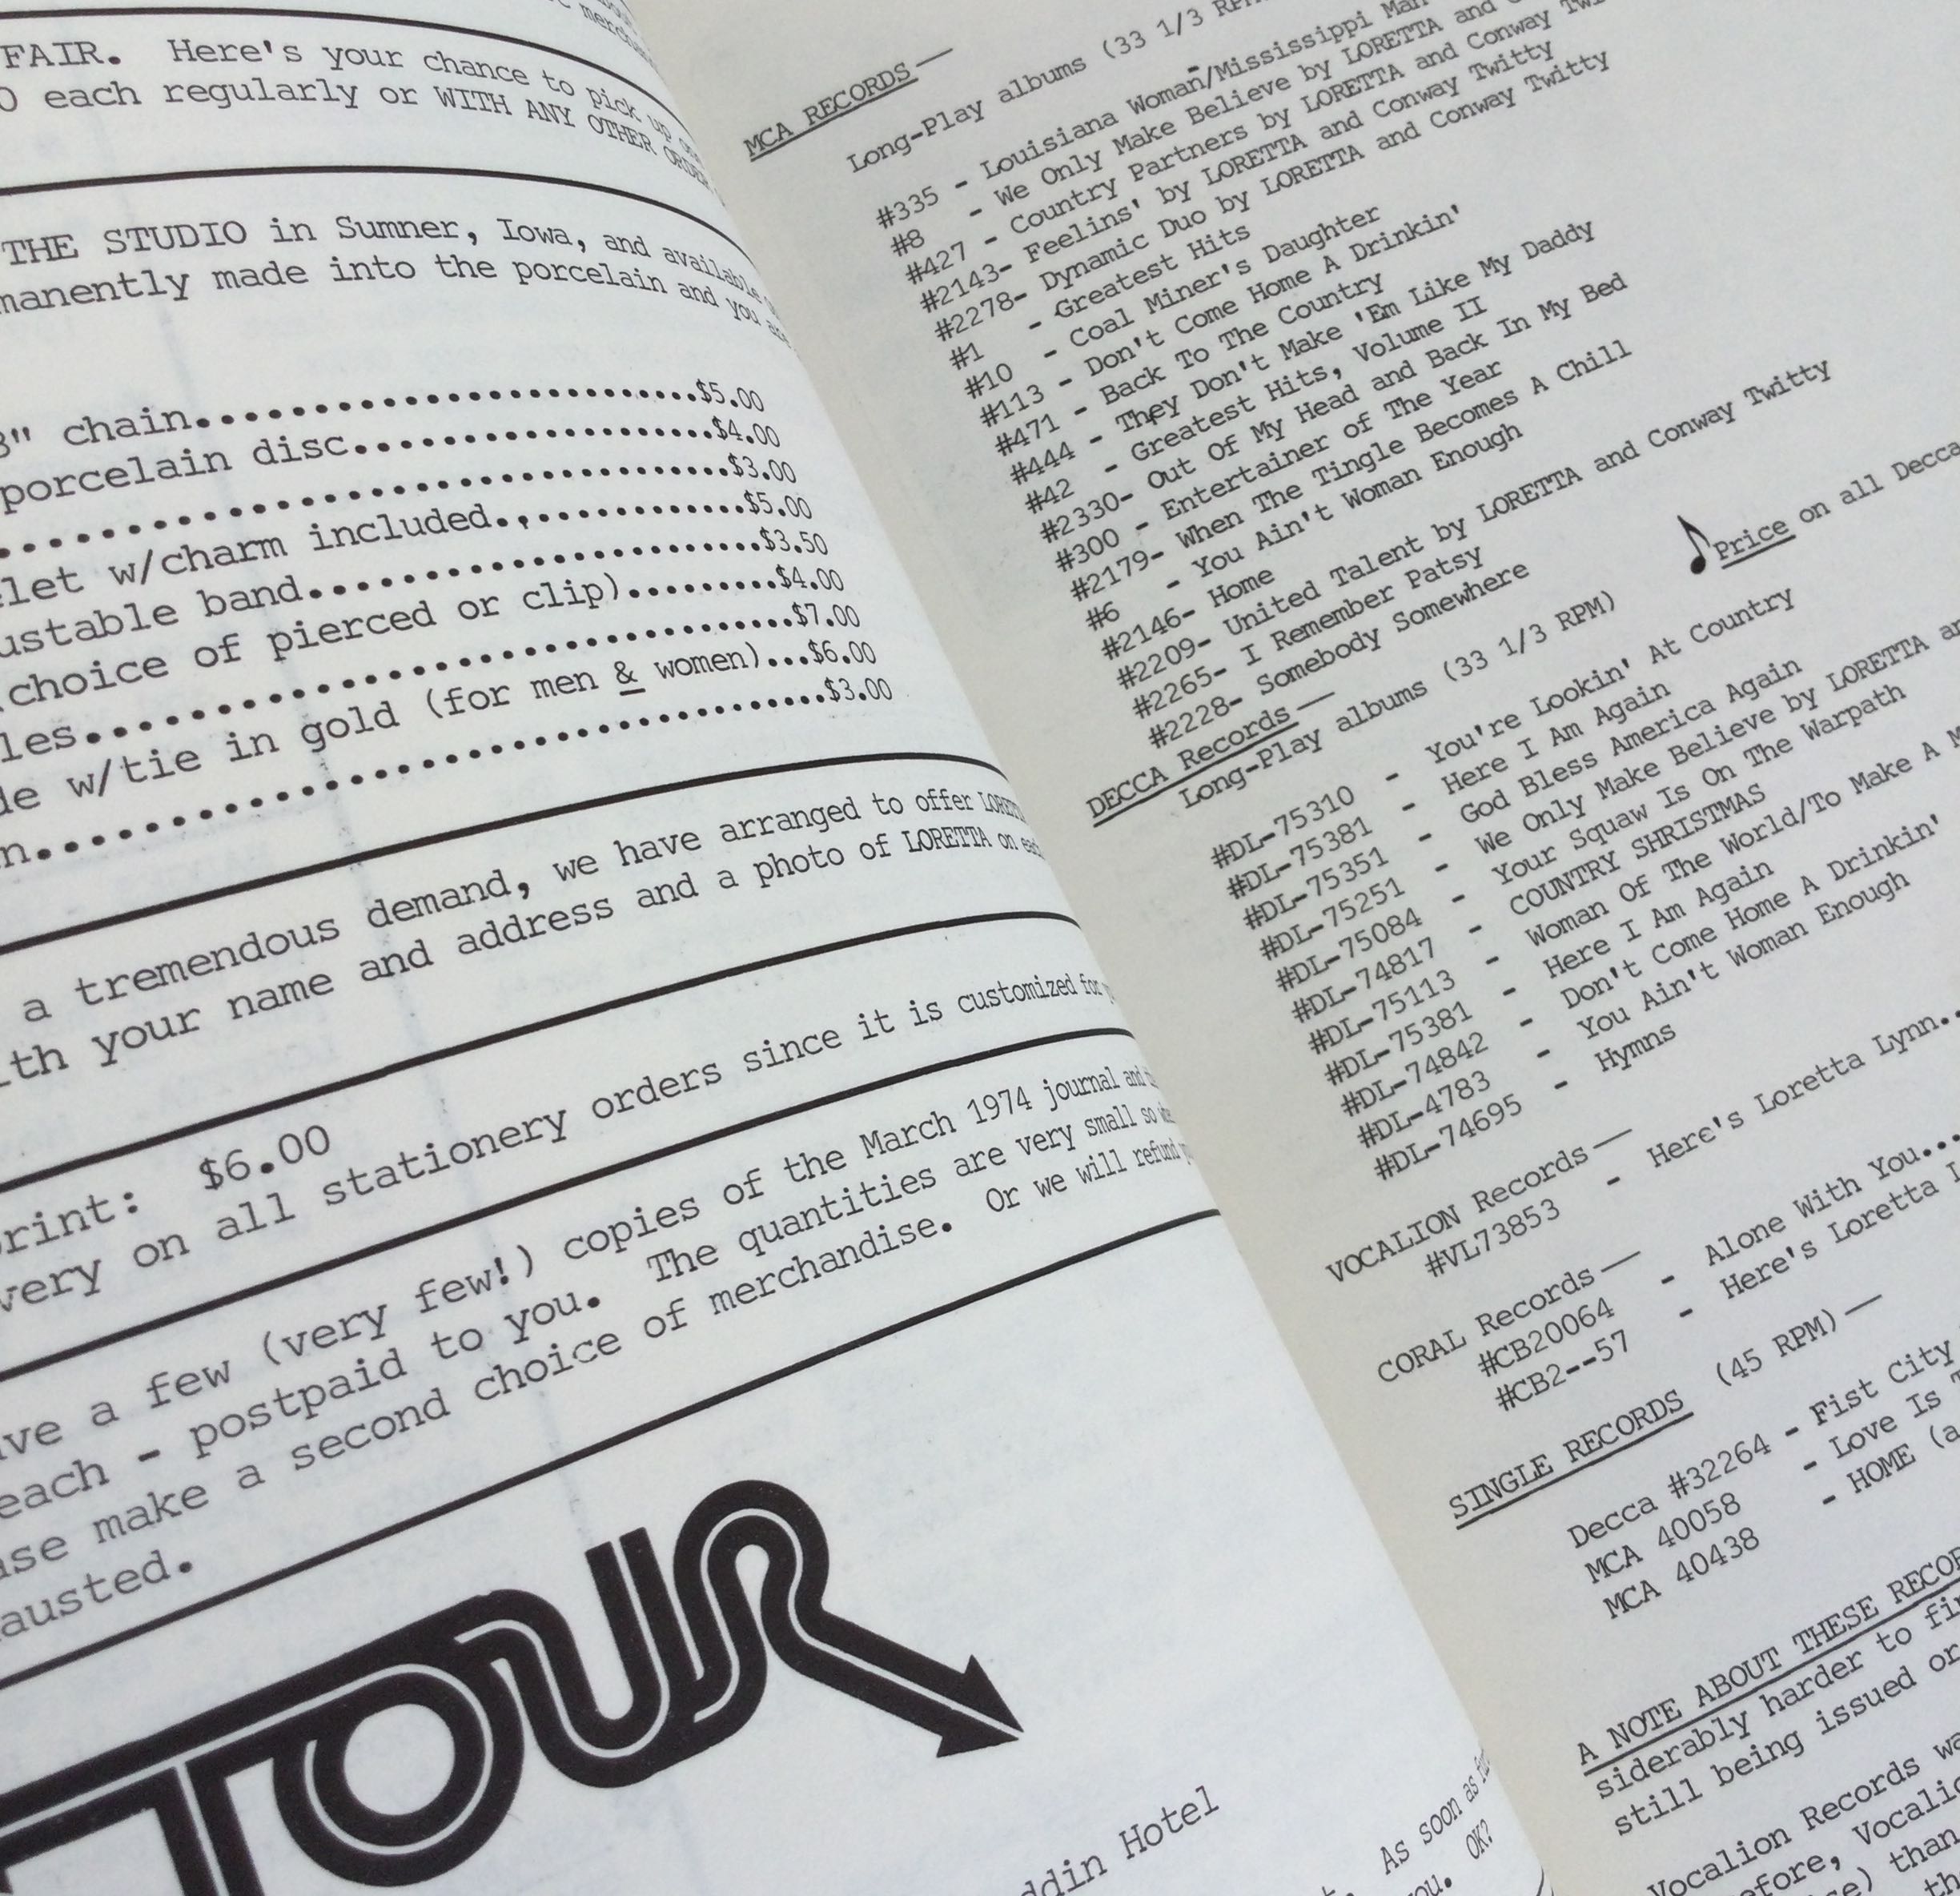 FAIR. Here's your chance to pick up
each regularly or WITH ANY OTHER ORDER
THE STUDIO in Sumner, Iowa, and available
manently made into the porcelain and you
8" chain..............................$5.00
porcelain disc......................$4.00
..............................$3.00
let w/charm included.,.............$5.00
ustable band............................$3.50
choice of pierced or clip).........$4.00
les..............................$7.00
de w/tie in gold (for men & women)...$6.00
n..............................$3.00
a tremendous demand, we have arranged to offer LORETTA
ith your name and address and a photo of LORETTA on
print: $6.00
very on all stationery orders since it is customized for
ave a few (very few!) copies of the March 1974 journal and
each - postpaid to you. The quantities are very small so
ase make a second choice of merchandise. Or we will refund
austed.
TOUR
ddin Hotel
As soon as
you. OK?
MCA RECORDS—
Long-Play albums (33 1/3 RPM
#335 - Louisiana Woman/Mississippi Man
#8 - We Only Make Believe by LORETTA and
#427 - Country Partners by LORETTA and Conway
#2143- Feelins' by LORETTA and Conway Twitty
#2278- Dynamic Duo by LORETTA and Conway Twitty
#1 - Greatest Hits
#10 - Coal Miner's Daughter
#113 - Don't Come Home A Drinkin'
#471 - Back To The Country
#444 - They Don't Make 'Em Like My Daddy
#42 - Greatest Hits, Volume II
#2330- Out Of My Head and Back In My Bed
#300 - Entertainer of The Year
#2179- When The Tingle Becomes A Chill
#6 - You Ain't Woman Enough
#2146- Home
#2209- United Talent by LORETTA and Conway Twitty
#2265- I Remember Patsy
#2228- Somebody Somewhere
Price on all Decca
DECCA Records—
Long-Play albums (33 1/3 RPM)
#DL-75310 - You're Lookin' At Country
#DL-75381 - Here I Am Again
#DL-75351 - God Bless America Again
#DL-75251 - We Only Make Believe by LORETTA
#DL-75084 - Your Squaw Is On The Warpath
#DL-74817 - COUNTRY SHRISTMAS
#DL-75113 - Woman Of The World/To Make A
#DL-75381 - Here I Am Again
#DL-74842 - Don't Come Home A Drinkin'
#DL-4783 - You Ain't Woman Enough
#DL-74695 - Hymns
VOCALION Records—
#VL73853 - Here's Loretta Lynn..
CORAL Records—
#CB20064 - Alone With You...
#CB2--57 - Here's Loretta
SINGLE RECORDS (45 RPM)—
Decca #32264 - Fist City
MCA 40058 - Love Is
MCA 40438 - HOME (a
A NOTE ABOUT THESE RECOR
siderably harder to fin
still being issued or
Vocalion Records wa
efore, Vocalio
than